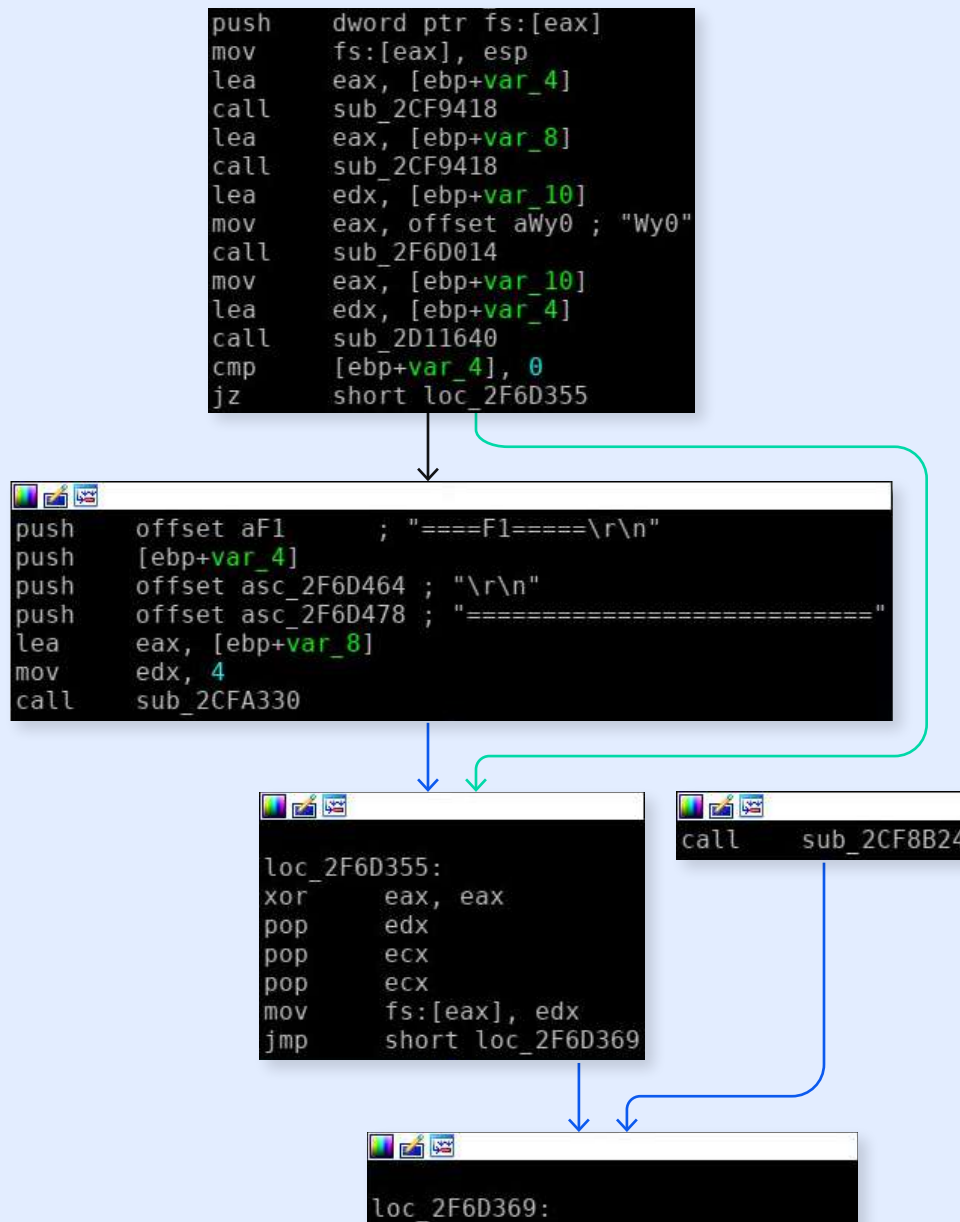 push dword ptr fs:[eax]
mov fs:[eax], esp
lea eax, [ebp+var_4]
call sub_2CF9418
lea eax, [ebp+var_8]
call sub_2CF9418
lea edx, [ebp+var_10]
mov eax, offset aWy0 ; "Wy0"
call sub_2F6D014
mov eax, [ebp+var_10]
lea edx, [ebp+var_4]
call sub_2D11640
cmp [ebp+var_4], 0
jz short loc_2F6D355
push offset aF1 ; "====F1=====\r\n"
push [ebp+var_4]
push offset asc_2F6D464 ; "\r\n"
push offset asc_2F6D478 ; "==========================="
lea eax, [ebp+var_8]
mov edx, 4
call sub_2CFA330
loc_2F6D355:
xor eax, eax
pop edx
pop ecx
pop ecx
mov fs:[eax], edx
jmp short loc_2F6D369
call sub_2CF8B24
loc_2F6D369: